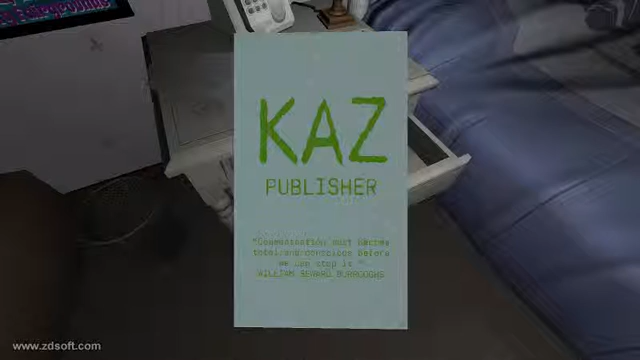 KAZ
PUBLISHER
"Communication must become
total and conscious before
we can stop it."
WILLIAM SEWARD BURROUGHS
www.zdsoft.com